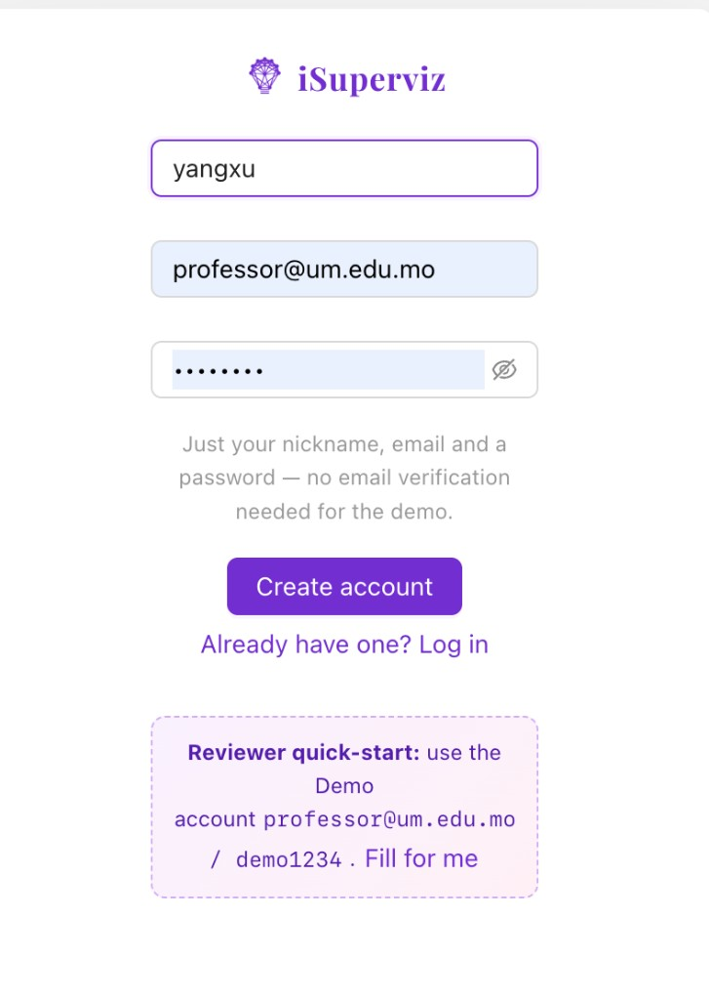 iSuperviz
yangxu
professor@um.edu.mo
••••••••
Just your nickname, email and a
password — no email verification
needed for the demo.
Create account
Already have one? Log in
Reviewer quick-start: use the
Demo
account professor@um.edu.mo
/ demo1234 . Fill for me